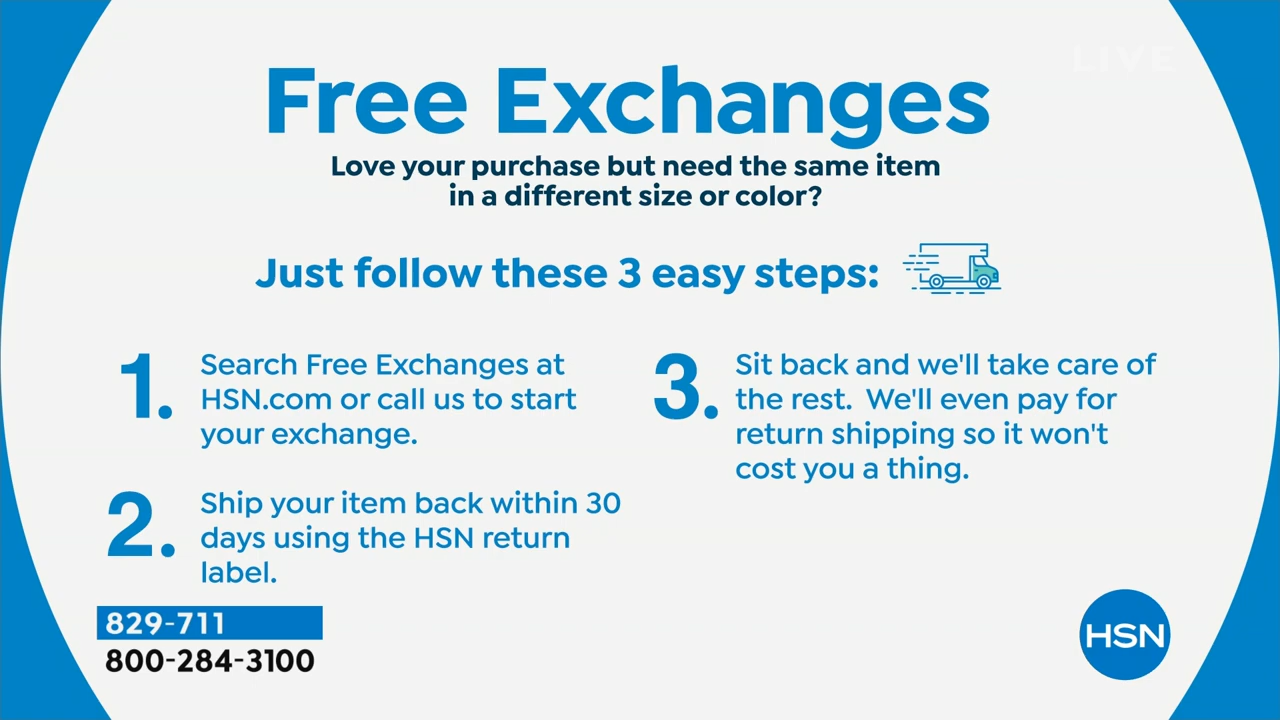 LIVE
Free Exchanges
Love your purchase but need the same item
in a different size or color?
Just follow these 3 easy steps:
1. Search Free Exchanges at
HSN.com or call us to start
your exchange.
2. Ship your item back within 30
days using the HSN return
label.
3. Sit back and we'll take care of
the rest.  We'll even pay for
return shipping so it won't
cost you a thing.
829-711
800-284-3100
HSN